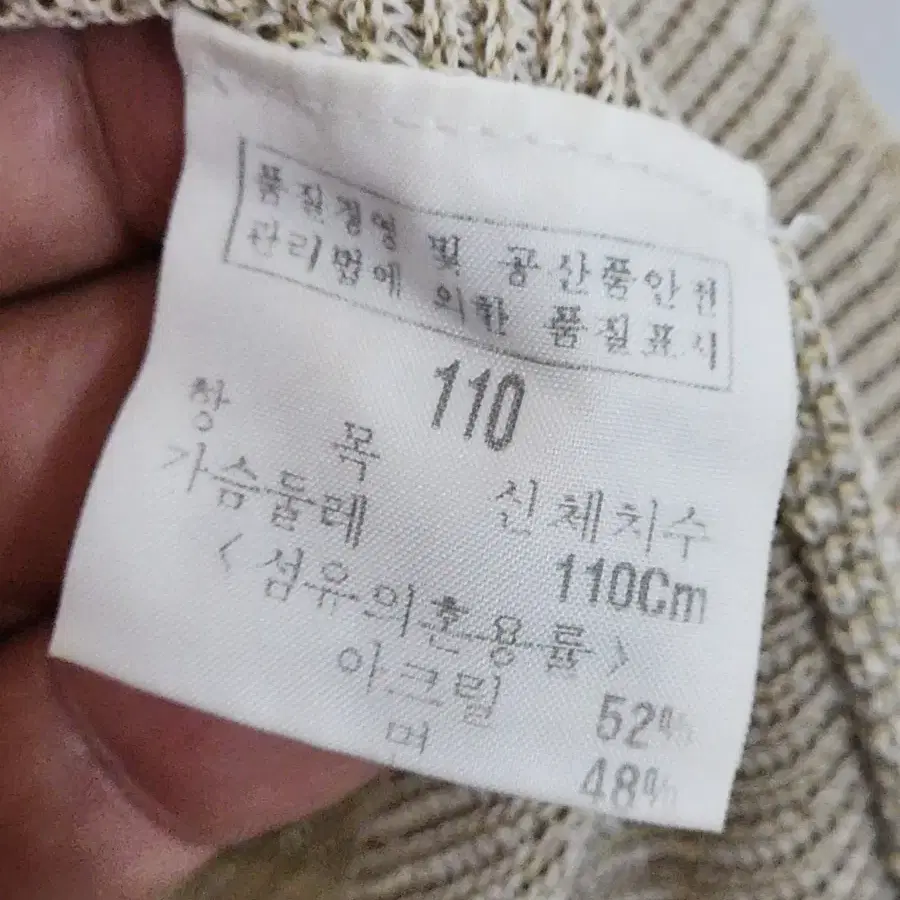 품질경영 및 공산품안전
관리법에 의한 품질표시
110
항 목 신체치수
가슴둘레 110Cm
<섬유의혼용률>
아크릴 52%
면 48%